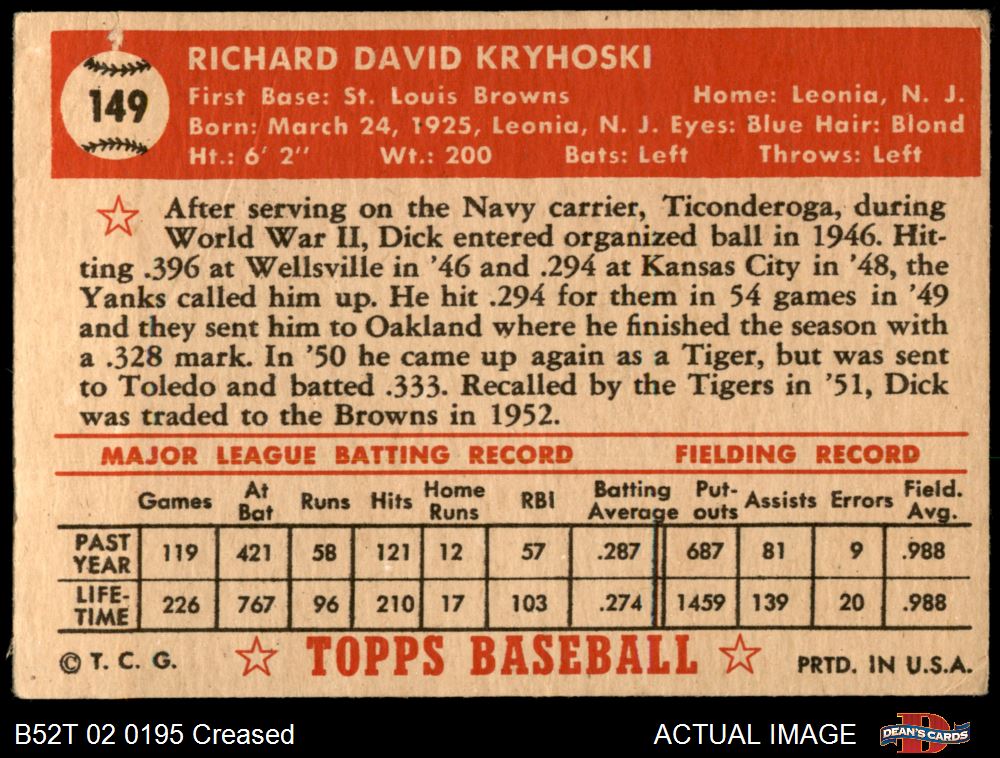 149
RICHARD DAVID KRYHOSKI
First Base: St. Louis Browns Home: Leonia, N. J.
Born: March 24, 1925, Leonia, N. J. Eyes: Blue Hair: Blond
Ht.: 6' 2" Wt.: 200 Bats: Left Throws: Left
After serving on the Navy carrier, Ticonderoga, during
World War II, Dick entered organized ball in 1946. Hit-
ting .396 at Wellsville in '46 and .294 at Kansas City in '48, the
Yanks called him up. He hit .294 for them in 54 games in '49
and they sent him to Oakland where he finished the season with
a .328 mark. In '50 he came up again as a Tiger, but was sent
to Toledo and batted .333. Recalled by the Tigers in '51, Dick
was traded to the Browns in 1952.
MAJOR LEAGUE BATTING RECORD FIELDING RECORD
Games At Bat Runs Hits Home Runs RBI Batting Average Put-outs Assists Errors Field. Avg.
PAST YEAR 119 421 58 121 12 57 .287 687 81 9 .988
LIFE-TIME 226 767 96 210 17 103 .274 1459 139 20 .988
© T. C. G. TOPPS BASEBALL PRTD. IN U.S.A.
B52T 02 0195 Creased ACTUAL IMAGE D DEAN'S CARDS